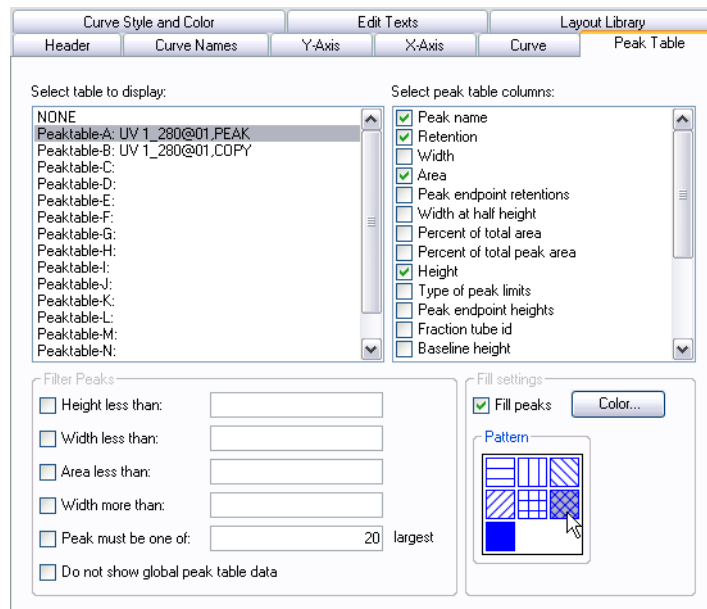 Curve Style and Color
Edit Texts
Layout Library
Header
Curve Names
Y-Axis
X-Axis
Curve
Peak Table
Select table to display:
NONE
Peaktable-A: UV 1_280@01,PEAK
Peaktable-B: UV 1_280@01,COPY
Peaktable-C:
Peaktable-D:
Peaktable-E:
Peaktable-F:
Peaktable-G:
Peaktable-H:
Peaktable-I:
Peaktable-J:
Peaktable-K:
Peaktable-L:
Peaktable-M:
Peaktable-N:
Select peak table columns:
Peak name
Retention
Width
Area
Peak endpoint retentions
Width at half height
Percent of total area
Percent of total peak area
Height
Type of peak limits
Peak endpoint heights
Fraction tube id
Baseline height
Filter Peaks
Height less than:
Width less than:
Area less than:
Width more than:
Peak must be one of: 20 largest
Do not show global peak table data
Fill settings
Fill peaks
Color...
Pattern